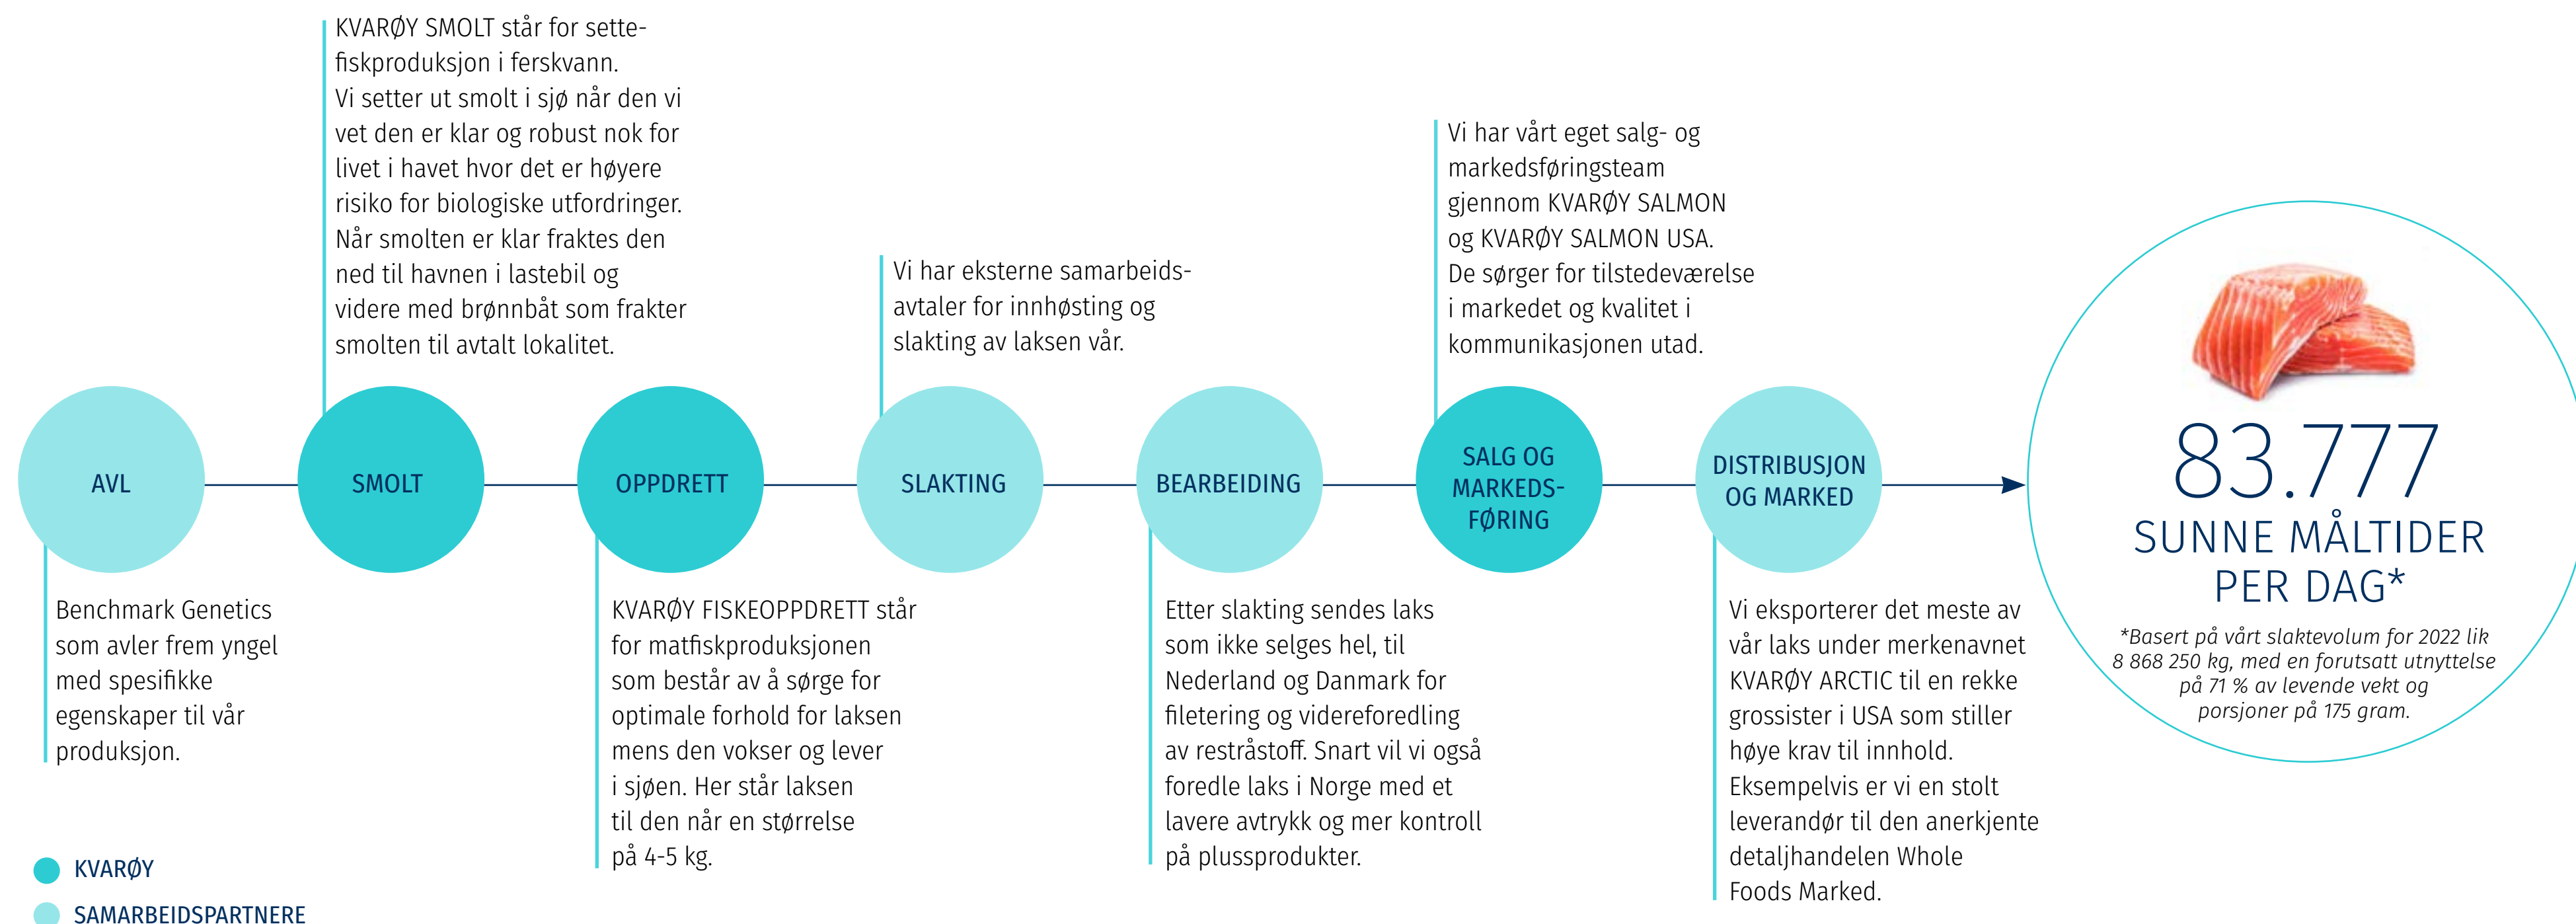 KVARØY SMOLT står for sette-
fiskproduksjon i ferskvann.
Vi setter ut smolt i sjø når den vi
vet den er klar og robust nok for
livet i havet hvor det er høyere
risiko for biologiske utfordringer.
Når smolten er klar fraktes den
ned til havnen i lastebil og
videre med brønnbåt som frakter
smolten til avtalt lokalitet.
Vi har eksterne samarbeids-
avtaler for innhøsting og
slakting av laksen vår.
Vi har vårt eget salg- og
markedsføringsteam
gjennom KVARØY SALMON
og KVARØY SALMON USA.
De sørger for tilstedeværelse
i markedet og kvalitet i
kommunikasjonen utad.
AVL
SMOLT
OPPDRETT
SLAKTING
BEARBEIDING
SALG OG
MARKEDS-
FØRING
DISTRIBUSJON
OG MARKED
Benchmark Genetics
som avler frem yngel
med spesifikke
egenskaper til vår
produksjon.
KVARØY FISKEOPPDRETT står
for matfiskproduksjonen
som består av å sørge for
optimale forhold for laksen
mens den vokser og lever
i sjøen. Her står laksen
til den når en størrelse
på 4-5 kg.
Etter slakting sendes laks
som ikke selges hel, til
Nederland og Danmark for
filetering og videreforedling
av restråstoff. Snart vil vi også
foredle laks i Norge med et
lavere avtrykk og mer kontroll
på plussprodukter.
Vi eksporterer det meste av
vår laks under merkenavnet
KVARØY ARCTIC til en rekke
grossister i USA som stiller
høye krav til innhold.
Eksempelvis er vi en stolt
leverandør til den anerkjente
detaljhandelen Whole
Foods Marked.
83.777
SUNNE MÅLTIDER
PER DAG*
*Basert på vårt slaktevolum for 2022 lik
8 868 250 kg, med en forutsatt utnyttelse
på 71 % av levende vekt og
porsjoner på 175 gram.
KVARØY
SAMARBEIDSPARTNERE